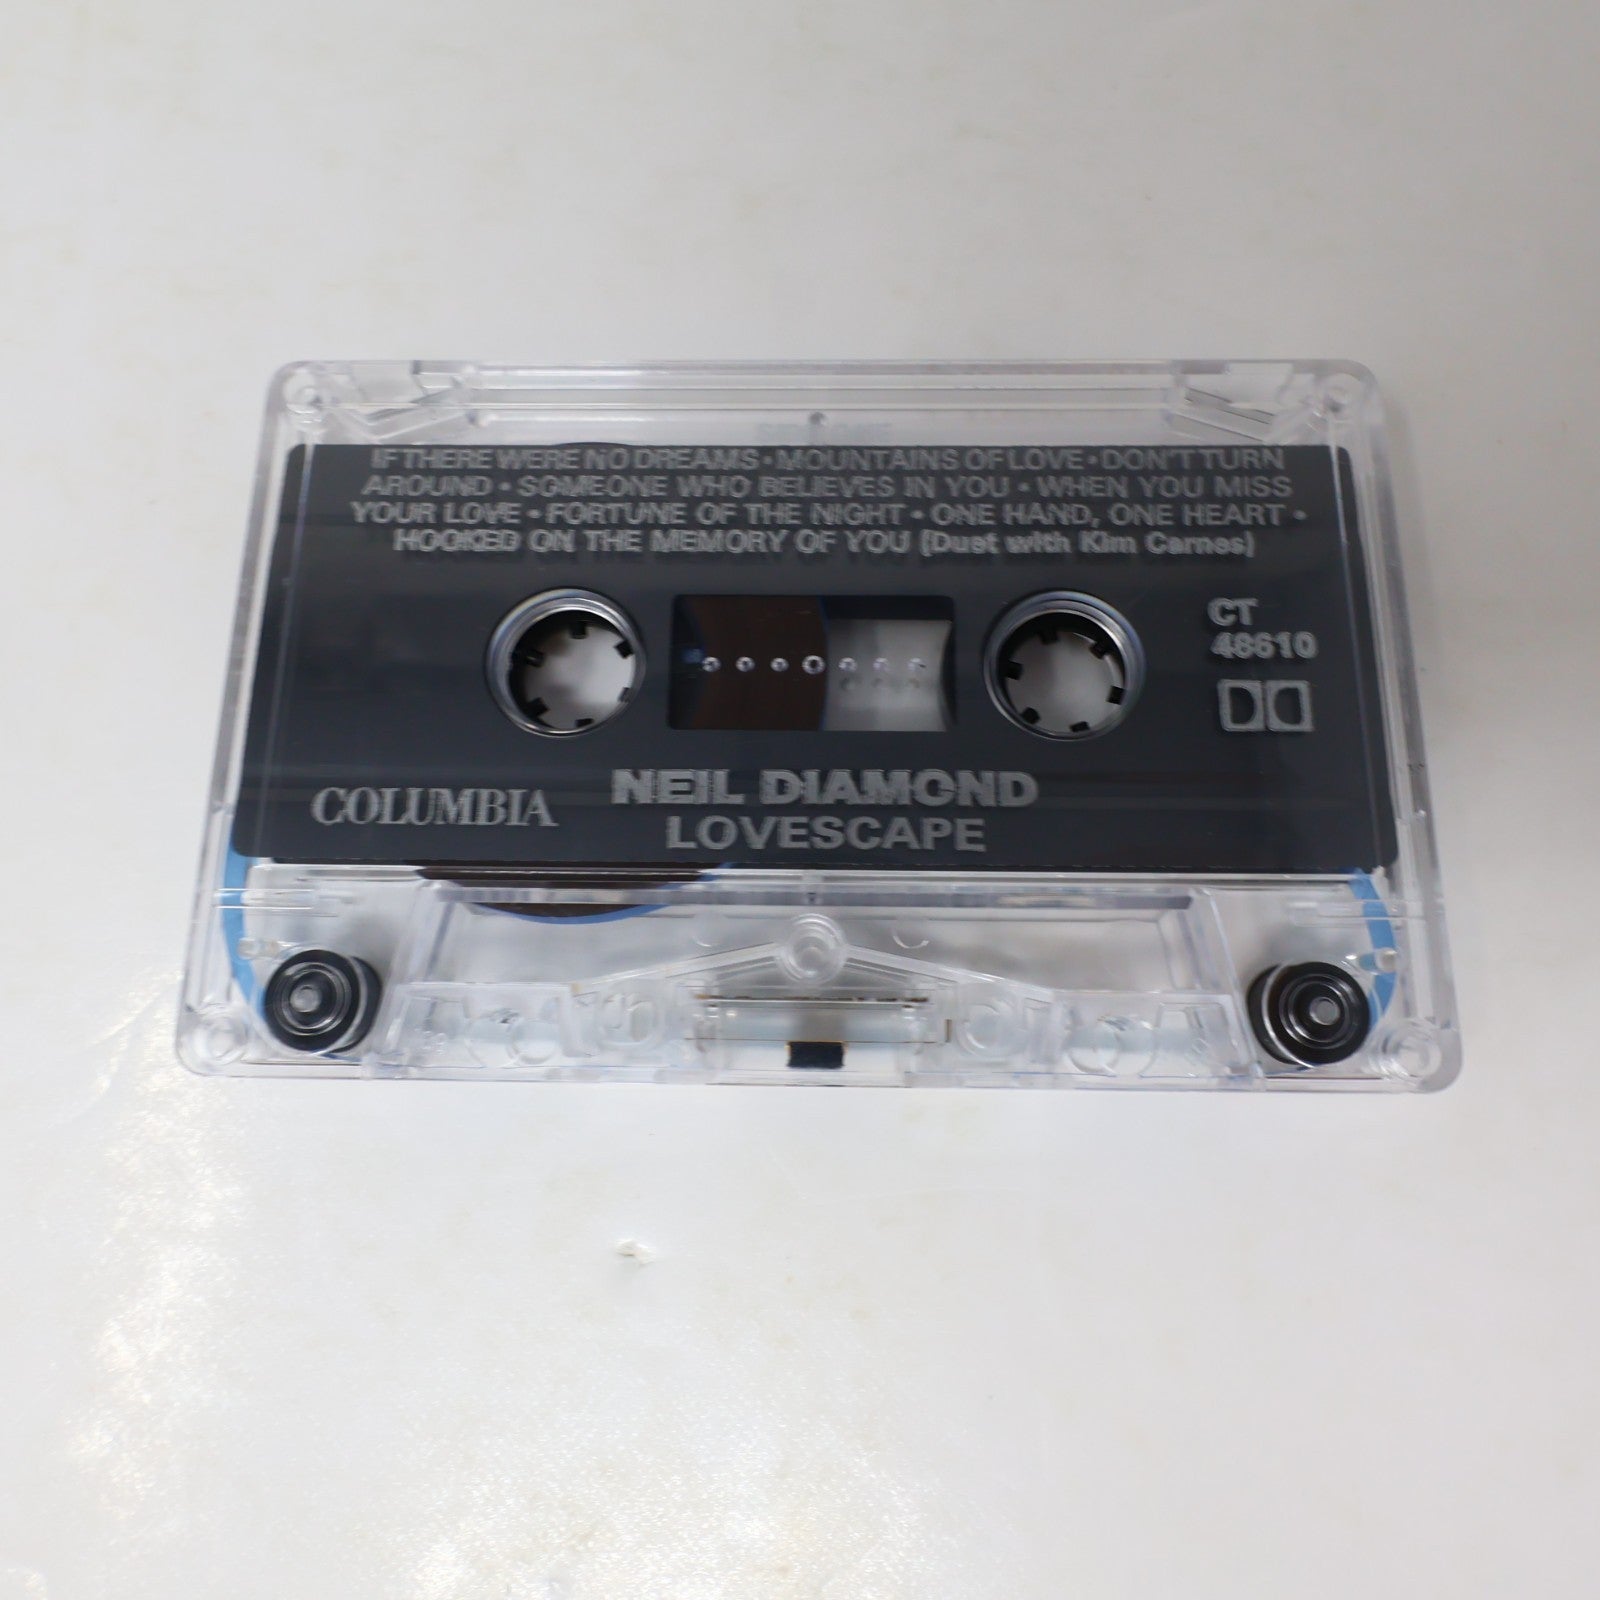 IF THERE WERE NO DREAMS • MOUNTAINS OF LOVE • DON'T TURN
AROUND • SOMEONE WHO BELIEVES IN YOU • WHEN YOU MISS
YOUR LOVE • FORTUNE OF THE NIGHT • ONE HAND, ONE HEART •
HOOKED ON THE MEMORY OF YOU (Duet with Kim Carnes)
CT
48610
COLUMBIA
NEIL DIAMOND
LOVESCAPE